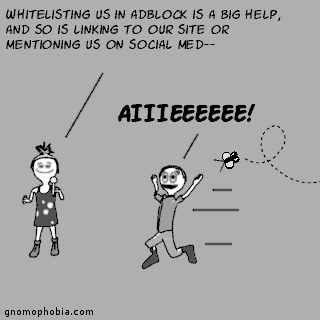 WHITELISTING US IN ADBLOCK IS A BIG HELP,
AND SO IS LINKING TO OUR SITE OR
MENTIONING US ON SOCIAL MED--
AIIIEEEEEE!
gnomophobia.com